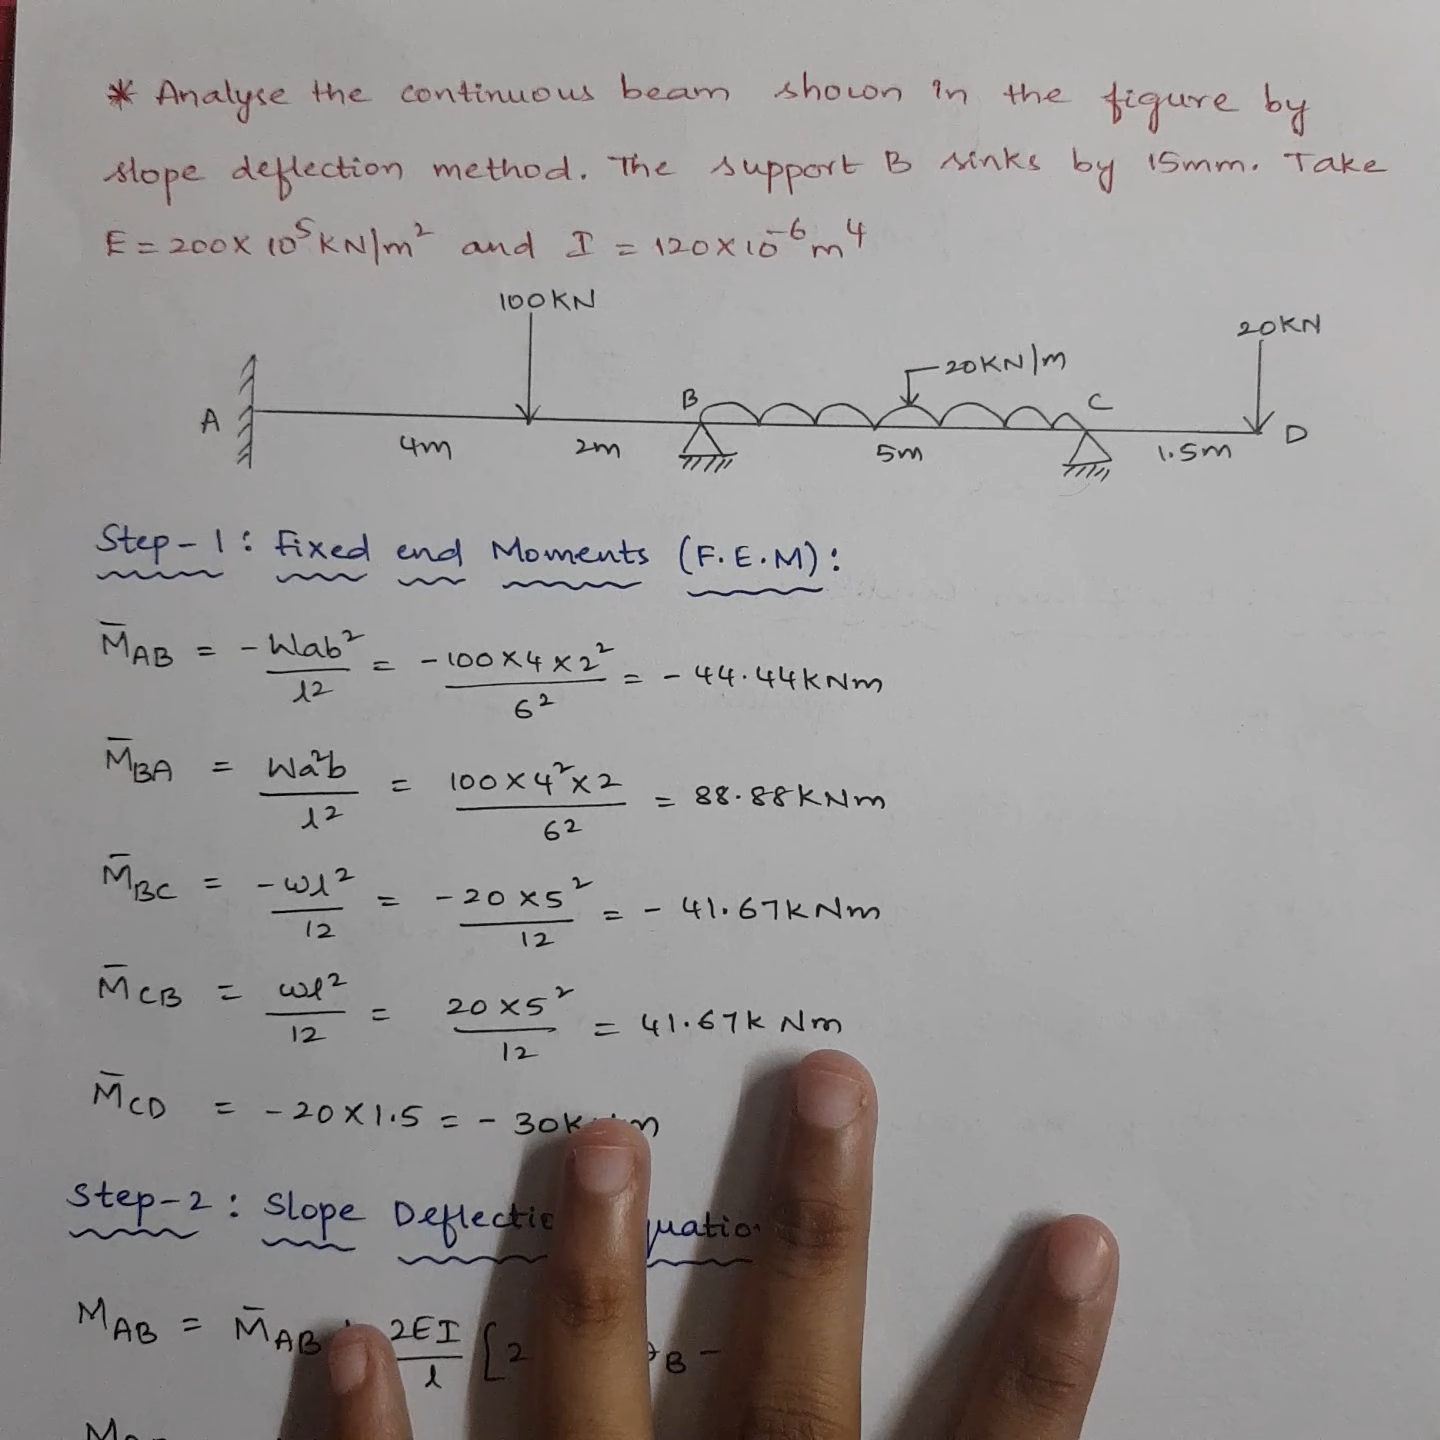 * Analyse the continuous beam shown in the figure by
slope deflection method. The support B sinks by 15mm. Take
E = 200 × 10⁵ KN/m² and I = 120×10⁻⁶ m⁴
100KN
20KN
20KN/m
A
B
C
D
4m
2m
5m
1.5m
Step-1: Fixed end Moments (F.E.M):
M̄AB = -Wab²/l² = -100×4×2²/6² = -44.44kNm
M̄BA = Wa²b/l² = 100×4²×2/6² = 88.88kNm
M̄BC = -wl²/12 = -20×5²/12 = -41.67kNm
M̄CB = wl²/12 = 20×5²/12 = 41.67kNm
M̄CD = -20×1.5 = -30
Step-2: Slope
MAB = M̄AB 2EI/l [2 B -